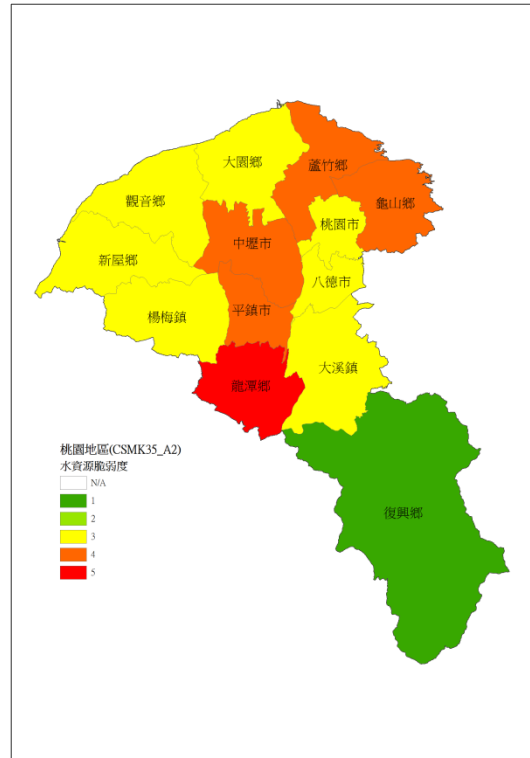 大園鄉
蘆竹鄉
觀音鄉
龜山鄉
桃園市
中壢市
新屋鄉
八德市
楊梅鎮
平鎮市
大溪鎮
龍潭鄉
桃園地區(CSMK35_A2)
水資源脆弱度
N/A
1
2
3
4
5
復興鄉